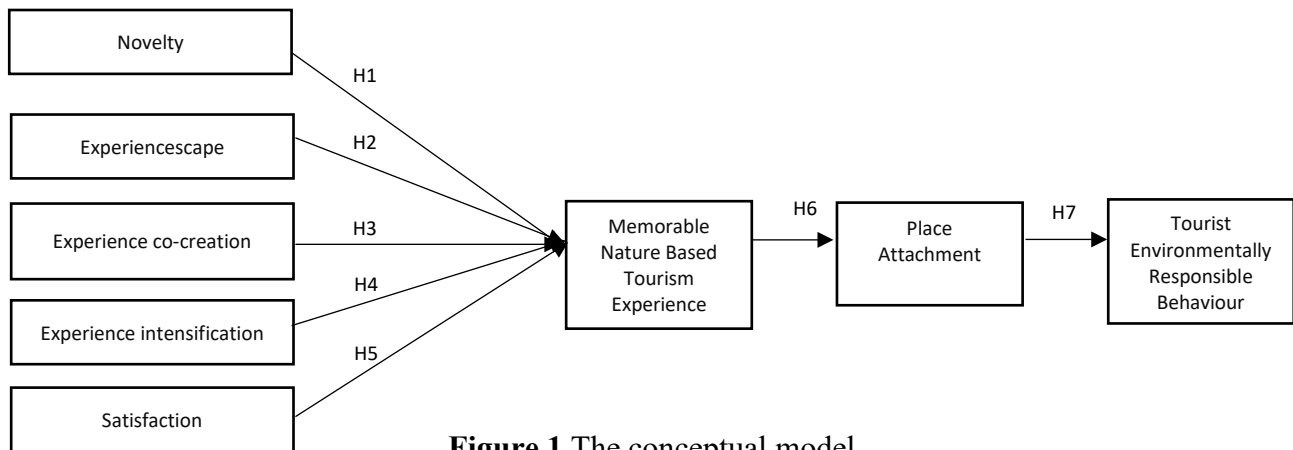 Novelty
H1
Experiencescape
H2
Experience co-creation
H3
Experience intensification
H4
Satisfaction
H5
Memorable
Nature Based
Tourism
Experience
H6
Place
Attachment
H7
Tourist
Environmentally
Responsible
Behaviour
Figure 1 The conceptual model